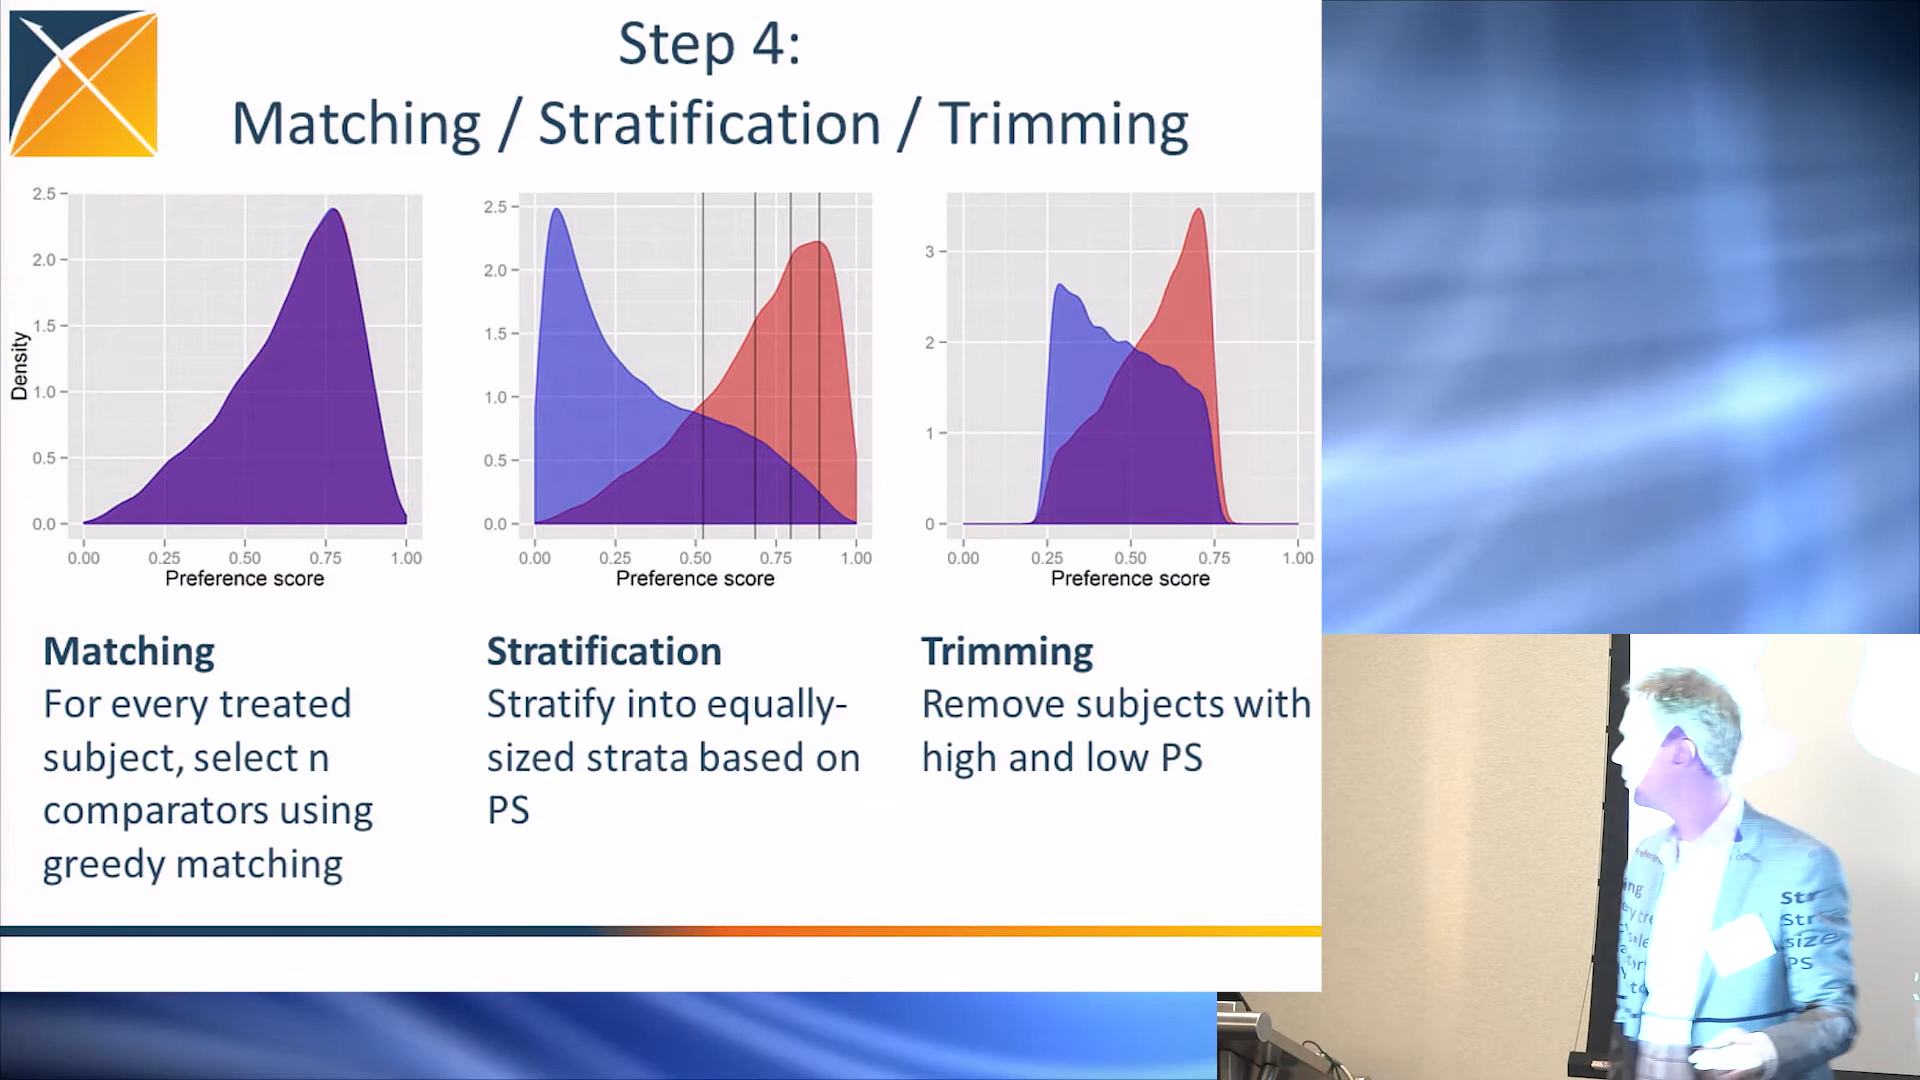 Step 4:
Matching / Stratification / Trimming
Density
2.5
2.0
1.5
1.0
0.5
0.0
0.00 0.25 0.50 0.75 1.00
Preference score
2.5
2.0
1.5
1.0
0.5
0.0
0.00 0.25 0.50 0.75 1.00
Preference score
3
2
1
0
0.00 0.25 0.50 0.75 1.00
Preference score
Matching
For every treated
subject, select n
comparators using
greedy matching
Stratification
Stratify into equally-
sized strata based on
PS
Trimming
Remove subjects with
high and low PS
Str
Str
size
PS